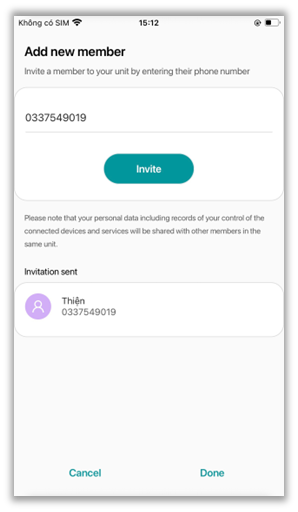 Không có SIM 15:12
Add new member
Invite a member to your unit by entering their phone number
0337549019
Invite
Please note that your personal data including records of your control of the
connected devices and services will be shared with other members in the
same unit.
Invitation sent
Thiện
0337549019
Cancel Done